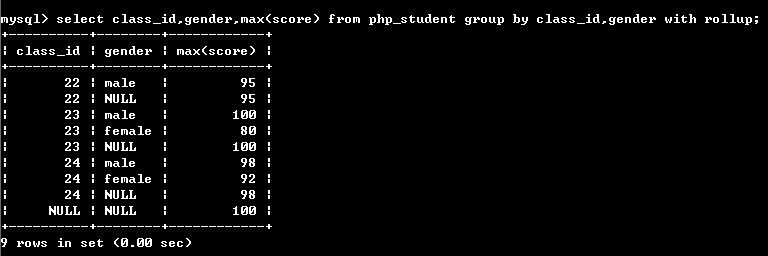 mysql> select class_id,gender,max(score) from php_student group by class_id,gender with rollup;
+----------+--------+------------+
| class_id | gender | max(score) |
+----------+--------+------------+
|       22 | male   |         95 |
|       22 | NULL   |         95 |
|       23 | male   |        100 |
|       23 | female |         80 |
|       23 | NULL   |        100 |
|       24 | male   |         98 |
|       24 | female |         92 |
|       24 | NULL   |         98 |
|     NULL | NULL   |        100 |
+----------+--------+------------+
9 rows in set (0.00 sec)